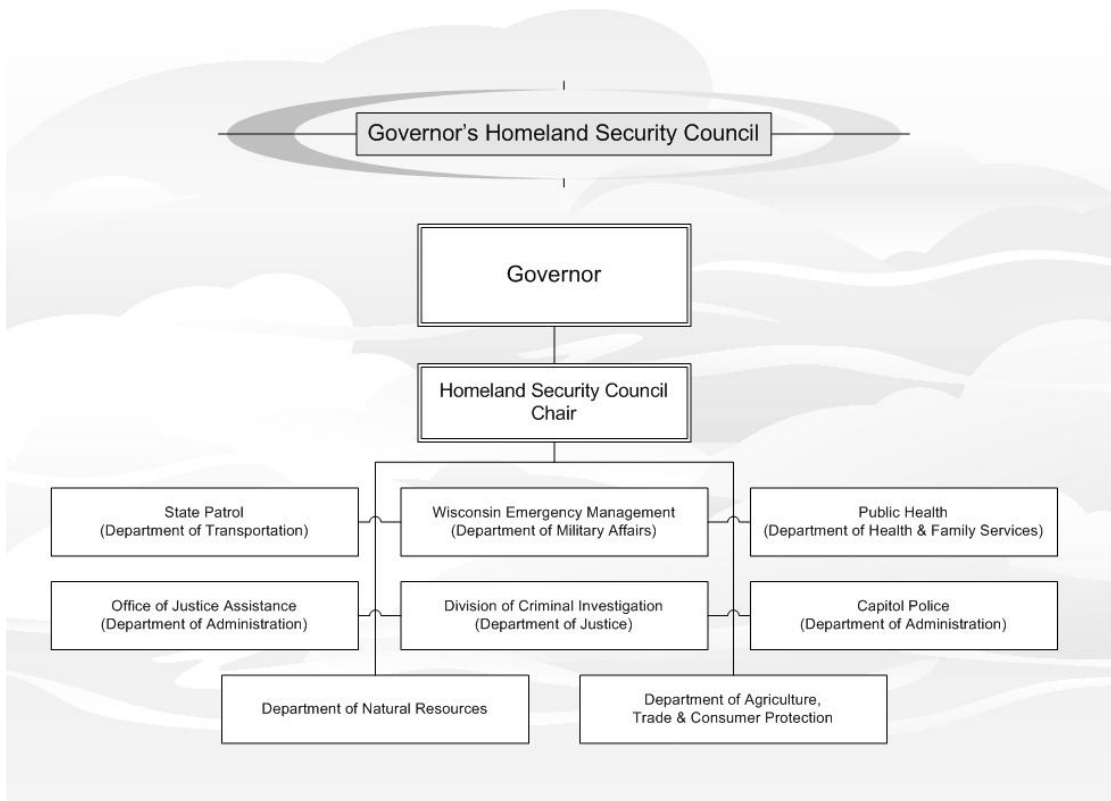 Governor's Homeland Security Council
Governor
Homeland Security Council
Chair
State Patrol
(Department of Transportation)
Wisconsin Emergency Management
(Department of Military Affairs)
Public Health
(Department of Health & Family Services)
Office of Justice Assistance
(Department of Administration)
Division of Criminal Investigation
(Department of Justice)
Capitol Police
(Department of Administration)
Department of Natural Resources
Department of Agriculture,
Trade & Consumer Protection